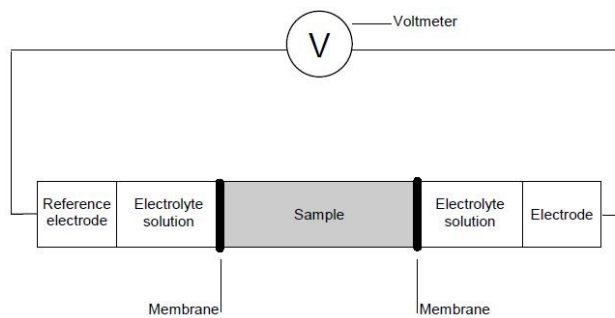 V
Voltmeter
Reference
electrode
Electrolyte
solution
Sample
Electrolyte
solution
Electrode
Membrane
Membrane